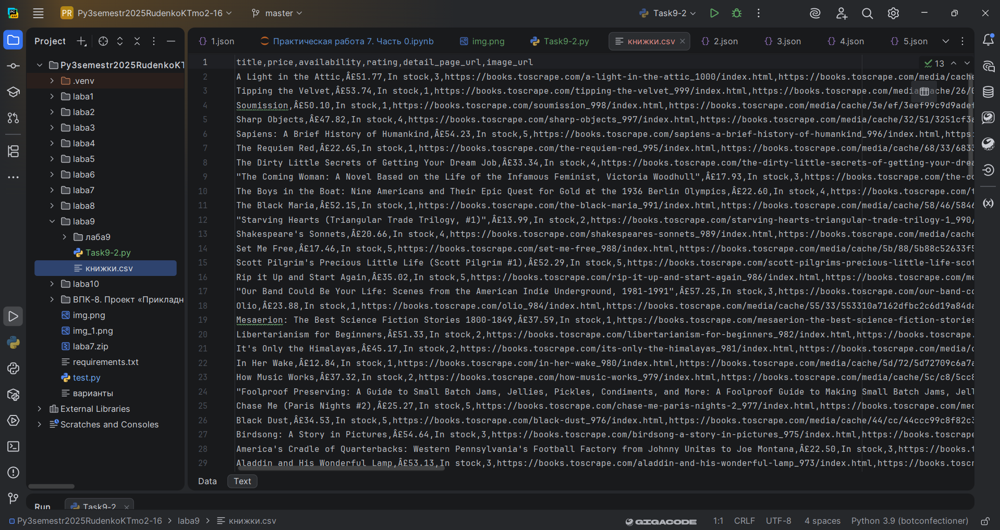 PR Py3semestr2025RudenkoKTmo2-16 master Task9-2
Project
1.json Практическая работа 7. Часть 0.ipynb img.png Task9-2.py книжки.csv 2.json 3.json 4.json 5.json
Py3semestr2025RudenkoKT
.venv
laba1
laba2
laba3
laba4
laba5
laba6
laba7
laba8
laba9
лаба9
Task9-2.py
книжки.csv
laba10
ВПК-8. Проект «Прикладн
img.png
img_1.png
laba7.zip
requirements.txt
test.py
варианты
External Libraries
Scratches and Consoles
13
1 title,price,availability,rating,detail_page_url,image_url
2 A Light in the Attic,Â£51.77,In stock,3,https://books.toscrape.com/a-light-in-the-attic_1000/index.html,https://books.toscrape.com/media/cache
3 Tipping the Velvet,Â£53.74,In stock,1,https://books.toscrape.com/tipping-the-velvet_999/index.html,https://books.toscrape.com/media/cache/26/
4 Soumission,Â£50.10,In stock,1,https://books.toscrape.com/soumission_998/index.html,https://books.toscrape.com/media/cache/3e/ef/3eef99c9d9adef
5 Sharp Objects,Â£47.82,In stock,4,https://books.toscrape.com/sharp-objects_997/index.html,https://books.toscrape.com/media/cache/32/51/3251cf3a
6 Sapiens: A Brief History of Humankind,Â£54.23,In stock,5,https://books.toscrape.com/sapiens-a-brief-history-of-humankind_996/index.html,https:
7 The Requiem Red,Â£22.65,In stock,1,https://books.toscrape.com/the-requiem-red_995/index.html,https://books.toscrape.com/media/cache/68/33/6833
8 The Dirty Little Secrets of Getting Your Dream Job,Â£33.34,In stock,4,https://books.toscrape.com/the-dirty-little-secrets-of-getting-your-drea
9 "The Coming Woman: A Novel Based on the Life of the Infamous Feminist, Victoria Woodhull",Â£17.93,In stock,3,https://books.toscrape.com/the-co
10 The Boys in the Boat: Nine Americans and Their Epic Quest for Gold at the 1936 Berlin Olympics,Â£22.60,In stock,4,https://books.toscrape.com/t
11 The Black Maria,Â£52.15,In stock,1,https://books.toscrape.com/the-black-maria_991/index.html,https://books.toscrape.com/media/cache/58/46/5846
12 "Starving Hearts (Triangular Trade Trilogy, #1)",Â£13.99,In stock,2,https://books.toscrape.com/starving-hearts-triangular-trade-trilogy-1_990/
13 Shakespeare's Sonnets,Â£20.66,In stock,4,https://books.toscrape.com/shakespeares-sonnets_989/index.html,https://books.toscrape.com/media/cache
14 Set Me Free,Â£17.46,In stock,5,https://books.toscrape.com/set-me-free_988/index.html,https://books.toscrape.com/media/cache/5b/88/5b88c52633f5
15 Scott Pilgrim's Precious Little Life (Scott Pilgrim #1),Â£52.29,In stock,5,https://books.toscrape.com/scott-pilgrims-precious-little-life-scot
16 Rip it Up and Start Again,Â£35.02,In stock,5,https://books.toscrape.com/rip-it-up-and-start-again_986/index.html,https://books.toscrape.com/me
17 "Our Band Could Be Your Life: Scenes from the American Indie Underground, 1981-1991",Â£57.25,In stock,3,https://books.toscrape.com/our-band-co
18 Olio,Â£23.88,In stock,1,https://books.toscrape.com/olio_984/index.html,https://books.toscrape.com/media/cache/55/33/553310a7162dfbc2c6d19a84da
19 Mesaerion: The Best Science Fiction Stories 1800-1849,Â£37.59,In stock,1,https://books.toscrape.com/mesaerion-the-best-science-fiction-stories
20 Libertarianism for Beginners,Â£51.33,In stock,2,https://books.toscrape.com/libertarianism-for-beginners_982/index.html,https://books.toscrape.
21 It's Only the Himalayas,Â£45.17,In stock,2,https://books.toscrape.com/its-only-the-himalayas_981/index.html,https://books.toscrape.com/media/c
22 In Her Wake,Â£12.84,In stock,1,https://books.toscrape.com/in-her-wake_980/index.html,https://books.toscrape.com/media/cache/5d/72/5d72709c6a7a
23 How Music Works,Â£37.32,In stock,2,https://books.toscrape.com/how-music-works_979/index.html,https://books.toscrape.com/media/cache/5c/c8/5cc8
24 "Foolproof Preserving: A Guide to Small Batch Jams, Jellies, Pickles, Condiments, and More: A Foolproof Guide to Making Small Batch Jams, Jell
25 Chase Me (Paris Nights #2),Â£25.27,In stock,5,https://books.toscrape.com/chase-me-paris-nights-2_977/index.html,https://books.toscrape.com/med
26 Black Dust,Â£34.53,In stock,5,https://books.toscrape.com/black-dust_976/index.html,https://books.toscrape.com/media/cache/44/cc/44ccc99c8f82c3
27 Birdsong: A Story in Pictures,Â£54.64,In stock,3,https://books.toscrape.com/birdsong-a-story-in-pictures_975/index.html,https://books.toscrape
28 America's Cradle of Quarterbacks: Western Pennsylvania's Football Factory from Johnny Unitas to Joe Montana,Â£22.50,In stock,3,https://books.t
29 Aladdin and His Wonderful Lamp,Â£53.13,In stock,3,https://books.toscrape.com/aladdin-and-his-wonderful-lamp_973/index.html,https://books.toscr
Data Text
Run Task9-2
Py3semestr2025RudenkoKTmo2-16 > laba9 > книжки.csv GIGACODE 1:1 CRLF UTF-8 4 spaces Python 3.9 (botconfectioner)